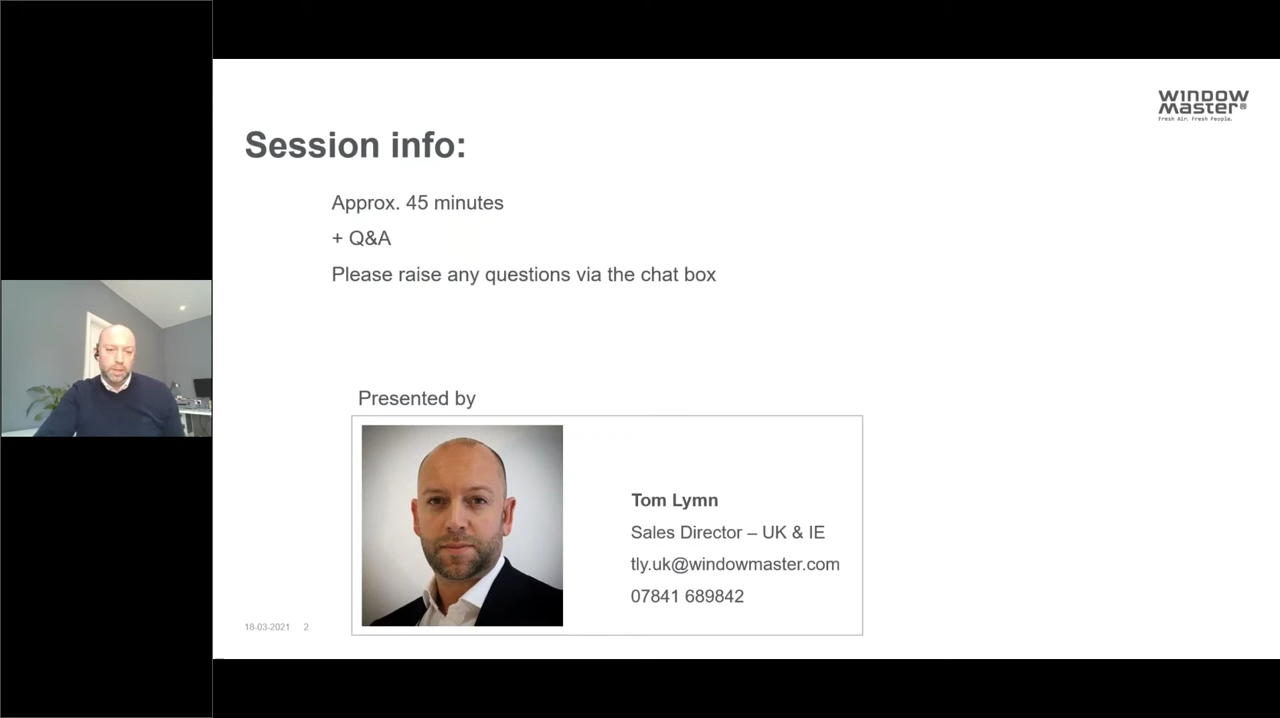 WINDOW
MASTER®
Fresh Air. Fresh People.
Session info:
Approx. 45 minutes
+ Q&A
Please raise any questions via the chat box
Presented by
Tom Lymn
Sales Director – UK & IE
tly.uk@windowmaster.com
07841 689842
18-03-2021 2